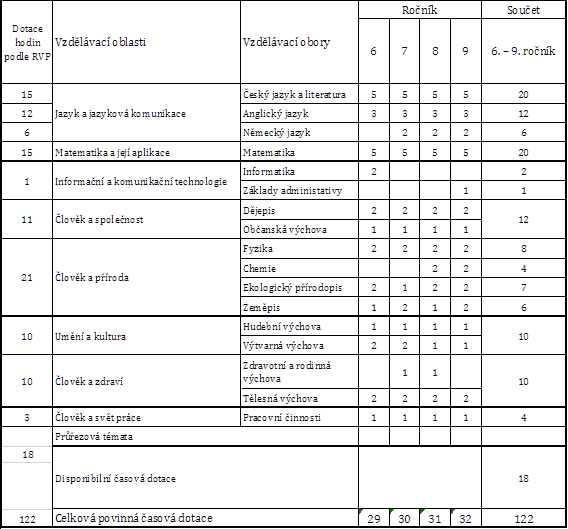 Dotace hodin podle RVP | Vzdělávací oblasti | Vzdělávací obory | Ročník | Součet
6 | 7 | 8 | 9 | 6. – 9. ročník
15 | Jazyk a jazyková komunikace | Český jazyk a literatura | 5 | 5 | 5 | 5 | 20
12 | Anglický jazyk | 3 | 3 | 3 | 3 | 12
6 | Německý jazyk | 2 | 2 | 2 | 6
15 | Matematika a její aplikace | Matematika | 5 | 5 | 5 | 5 | 20
1 | Informační a komunikační technologie | Informatika | 2 | 2
Základy administativy | 1 | 1
11 | Člověk a společnost | Dějepis | 2 | 2 | 2 | 2 | 12
Občanská výchova | 1 | 1 | 1 | 1
21 | Člověk a příroda | Fyzika | 2 | 2 | 2 | 2 | 8
Chemie | 2 | 2 | 4
Ekologický přírodopis | 2 | 1 | 2 | 2 | 7
Zeměpis | 1 | 2 | 1 | 2 | 6
10 | Umění a kultura | Hudební výchova | 1 | 1 | 1 | 1 | 10
Výtvarná výchova | 2 | 2 | 1 | 1
10 | Člověk a zdraví | Zdravotní a rodinná výchova | 1 | 1 | 10
Tělesná výchova | 2 | 2 | 2 | 2
3 | Člověk a svět práce | Pracovní činnosti | 1 | 1 | 1 | 1 | 4
Průřezová témata
18 | Disponibilní časová dotace | 18
122 | Celková povinná časová dotace | 29 | 30 | 31 | 32 | 122